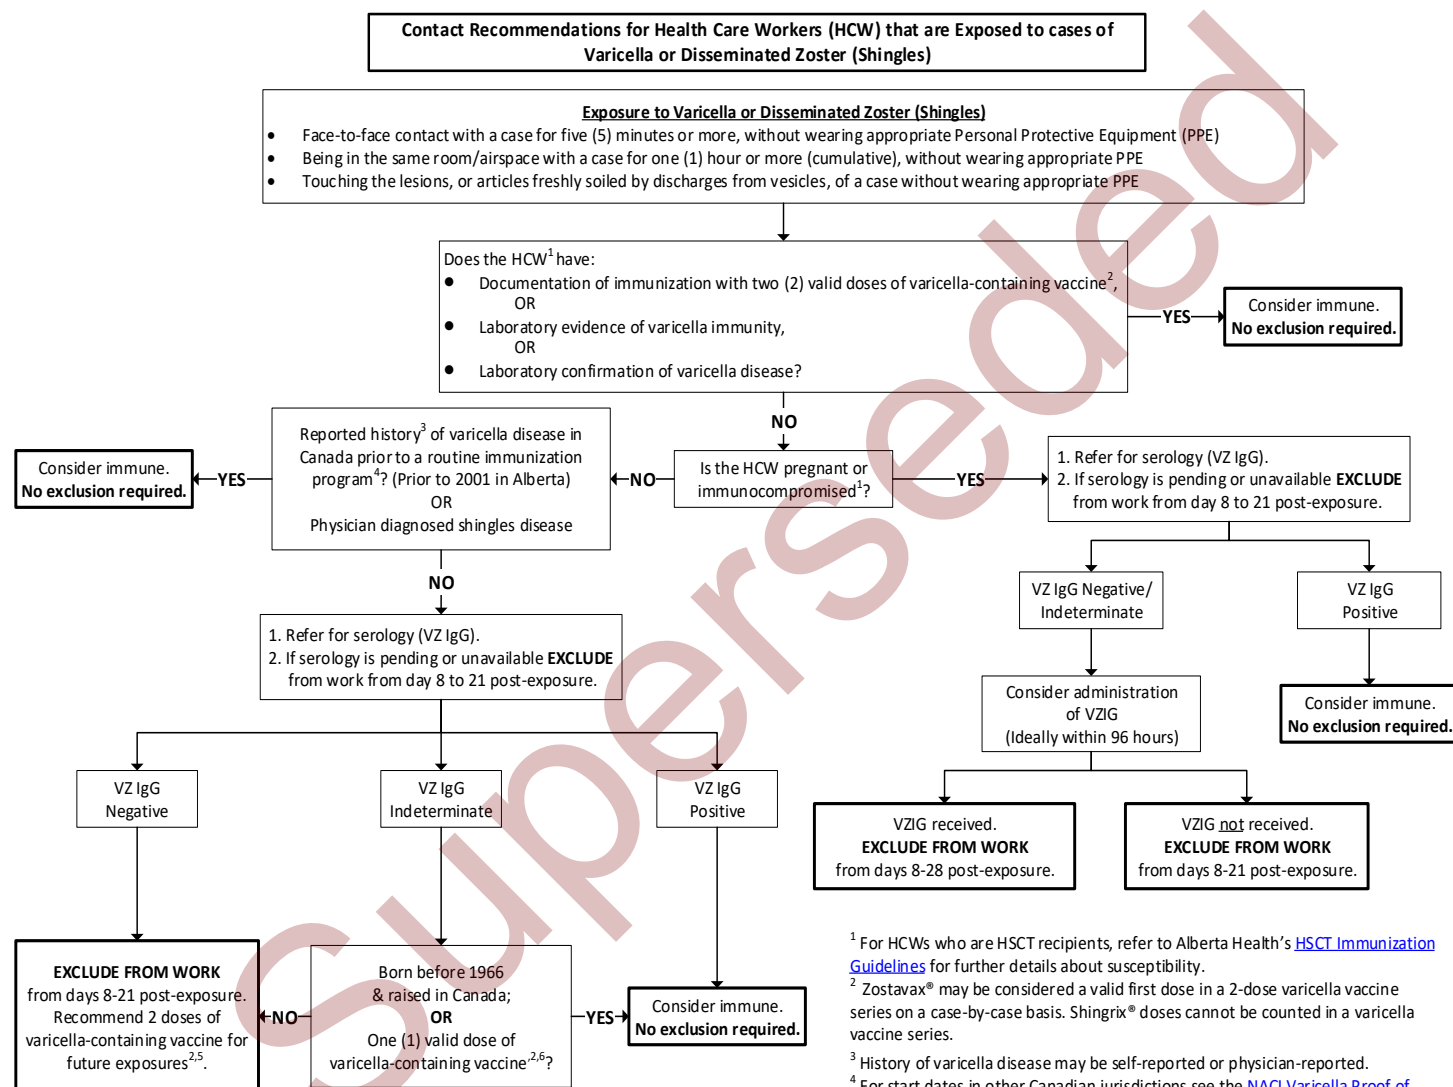 Contact Recommendations for Health Care Workers (HCW) that are Exposed to cases of
Varicella or Disseminated Zoster (Shingles)
Exposure to Varicella or Disseminated Zoster (Shingles)
• Face-to-face contact with a case for five (5) minutes or more, without wearing appropriate Personal Protective Equipment (PPE)
• Being in the same room/airspace with a case for one (1) hour or more (cumulative), without wearing appropriate PPE
• Touching the lesions, or articles freshly soiled by discharges from vesicles, of a case without wearing appropriate PPE
Does the HCW1 have:
● Documentation of immunization with two (2) valid doses of varicella-containing vaccine2,
OR
● Laboratory evidence of varicella immunity,
OR
● Laboratory confirmation of varicella disease?
YES
Consider immune.
No exclusion required.
NO
Is the HCW pregnant or
immunocompromised1?
NO
Reported history3 of varicella disease in
Canada prior to a routine immunization
program4? (Prior to 2001 in Alberta)
OR
Physician diagnosed shingles disease
YES
Consider immune.
No exclusion required.
YES
1. Refer for serology (VZ IgG).
2. If serology is pending or unavailable EXCLUDE
from work from day 8 to 21 post-exposure.
VZ IgG Negative/
Indeterminate
VZ IgG
Positive
Consider administration
of VZIG
(Ideally within 96 hours)
Consider immune.
No exclusion required.
VZIG received.
EXCLUDE FROM WORK
from days 8-28 post-exposure.
VZIG not received.
EXCLUDE FROM WORK
from days 8-21 post-exposure.
NO
1. Refer for serology (VZ IgG).
2. If serology is pending or unavailable EXCLUDE
from work from day 8 to 21 post-exposure.
VZ IgG
Negative
VZ IgG
Indeterminate
VZ IgG
Positive
EXCLUDE FROM WORK
from days 8-21 post-exposure.
Recommend 2 doses of
varicella-containing vaccine for
future exposures2,5.
NO
Born before 1966
& raised in Canada;
OR
One (1) valid dose of
varicella-containing vaccine,2,6?
YES
Consider immune.
No exclusion required.
1 For HCWs who are HSCT recipients, refer to Alberta Health's HSCT Immunization
Guidelines for further details about susceptibility.
2 Zostavax® may be considered a valid first dose in a 2-dose varicella vaccine
series on a case-by-case basis. Shingrix® doses cannot be counted in a varicella
vaccine series.
3 History of varicella disease may be self-reported or physician-reported.
4 For start dates in other Canadian jurisdictions see the NACI Varicella Proof of
Superseded